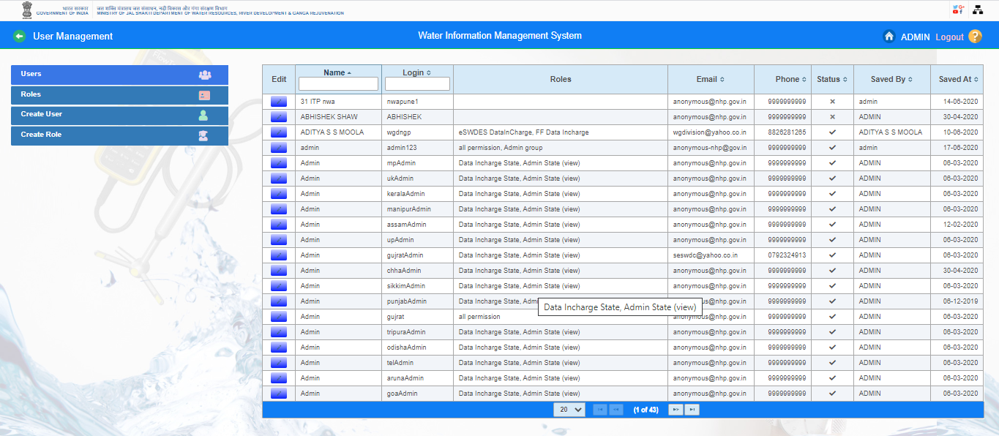 भारत सरकार
GOVERNMENT OF INDIA
जल शक्ति मंत्रालय जल संसाधन, नदी विकास और गंगा संरक्षण विभाग
MINISTRY OF JAL SHAKTI DEPARTMENT OF WATER RESOURCES, RIVER DEVELOPMENT & GANGA REJUVENATION
User Management
Water Information Management System
ADMIN Logout ?
Users
Roles
Create User
Create Role
Edit Name Login Roles Email Phone Status Saved By Saved At
31 ITP nwa nwapune1 anonymous@nhp.gov.in 9999999999 admin 14-06-2020
ABHISHEK SHAW ABHISHEK anonymous@nhp.gov.in 9999999999 ADMIN 30-04-2020
ADITYA S S MOOLA wgdngp eSWDES DataInCharge, FF Data Incharge wgdivision@yahoo.co.in 8826281265 ADITYA S S MOOLA 10-06-2020
admin admin123 all permission, Admin group anonymous-nhp@gov.in 9999999999 admin 17-06-2020
Admin mpAdmin Data Incharge State, Admin State (view) anonymous@nhp.gov.in 9999999999 ADMIN 06-03-2020
Admin ukAdmin Data Incharge State, Admin State (view) anonymous@nhp.gov.in 9999999999 ADMIN 06-03-2020
Admin keralaAdmin Data Incharge State, Admin State (view) anonymous@nhp.gov.in 9999999999 ADMIN 06-03-2020
Admin manipurAdmin Data Incharge State, Admin State (view) anonymous@nhp.gov.in 9999999999 ADMIN 06-03-2020
Admin assamAdmin Data Incharge State, Admin State (view) anonymous@nhp.gov.in 9999999999 ADMIN 12-02-2020
Admin upAdmin Data Incharge State, Admin State (view) anonymous@nhp.gov.in 9999999999 ADMIN 06-03-2020
Admin gujratAdmin Data Incharge State, Admin State (view) seswdc@yahoo.co.in 0792324913 ADMIN 06-03-2020
Admin chhaAdmin Data Incharge State, Admin State (view) anonymous@nhp.gov.in 9999999999 ADMIN 30-04-2020
Admin sikkimAdmin Data Incharge State, Admin State (view) anonymous@nhp.gov.in 9999999999 ADMIN 06-03-2020
Admin punjabAdmin Data Incharge State, Admin us@nhp.gov.in 9999999999 ADMIN 06-12-2019
Data Incharge State, Admin State (view)
Admin gujrat all permission anonymous@nhp.gov.in 9999999999 ADMIN 06-03-2020
Admin tripuraAdmin Data Incharge State, Admin State (view) anonymous@nhp.gov.in 9999999999 ADMIN 06-03-2020
Admin odishaAdmin Data Incharge State, Admin State (view) anonymous@nhp.gov.in 9999999999 ADMIN 06-03-2020
Admin telAdmin Data Incharge State, Admin State (view) anonymous@nhp.gov.in 9999999999 ADMIN 06-03-2020
Admin arunaAdmin Data Incharge State, Admin State (view) anonymous@nhp.gov.in 9999999999 ADMIN 06-03-2020
Admin goaAdmin Data Incharge State, Admin State (view) anonymous@nhp.gov.in 9999999999 ADMIN 06-03-2020
20 (1 of 43)